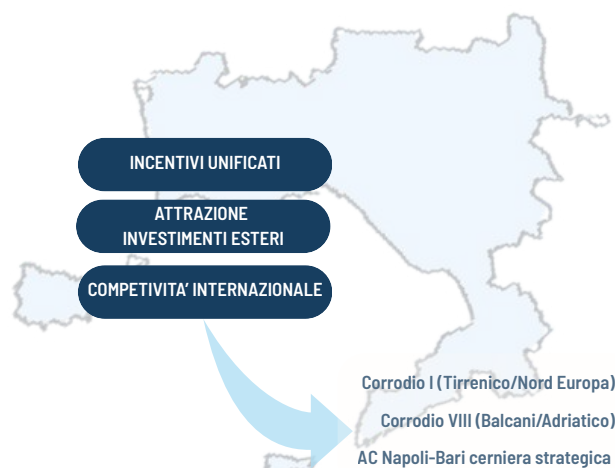 INCENTIVI UNIFICATI
ATTRAZIONE
INVESTIMENTI ESTERI
COMPETIVITA' INTERNAZIONALE
Corrodio I (Tirrenico/Nord Europa)
Corrodio VIII (Balcani/Adriatico)
AC Napoli-Bari cerniera strategica